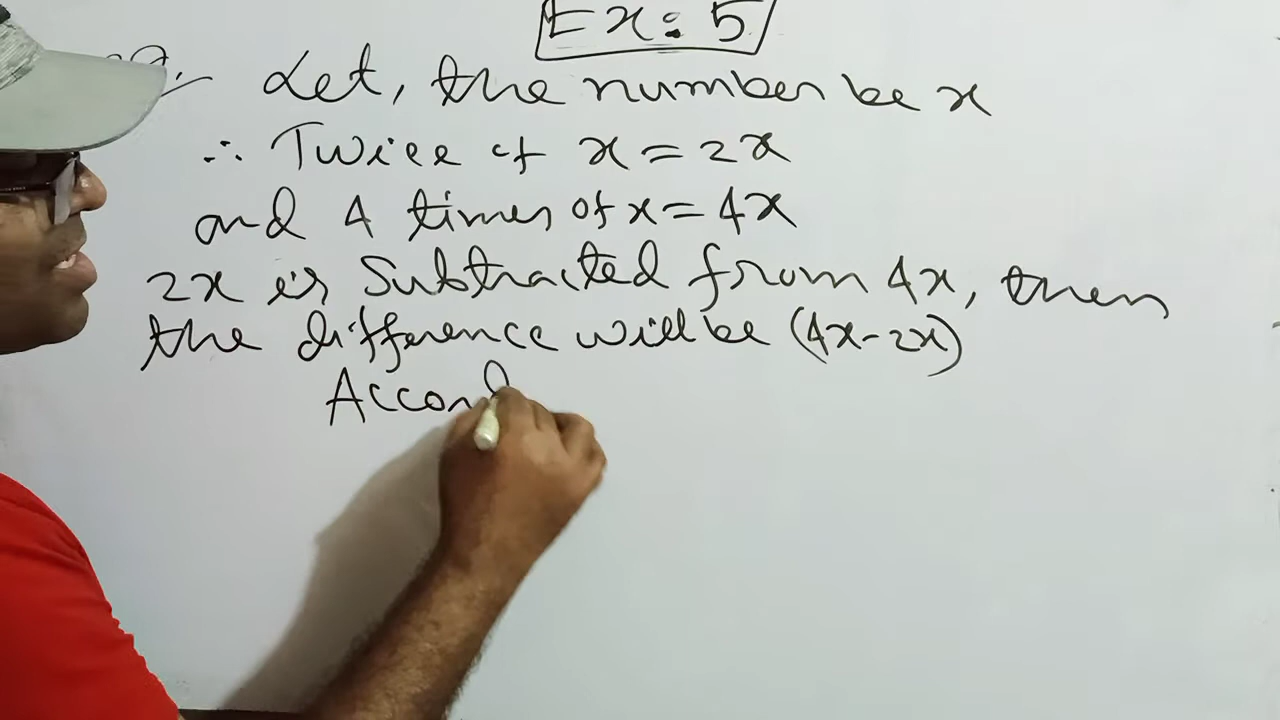 Ex: 5
Let, the number be x
∴ Twice of x = 2x
and 4 times of x = 4x
2x is Subtracted from 4x, then
the difference will be (4x-2x)
Accord